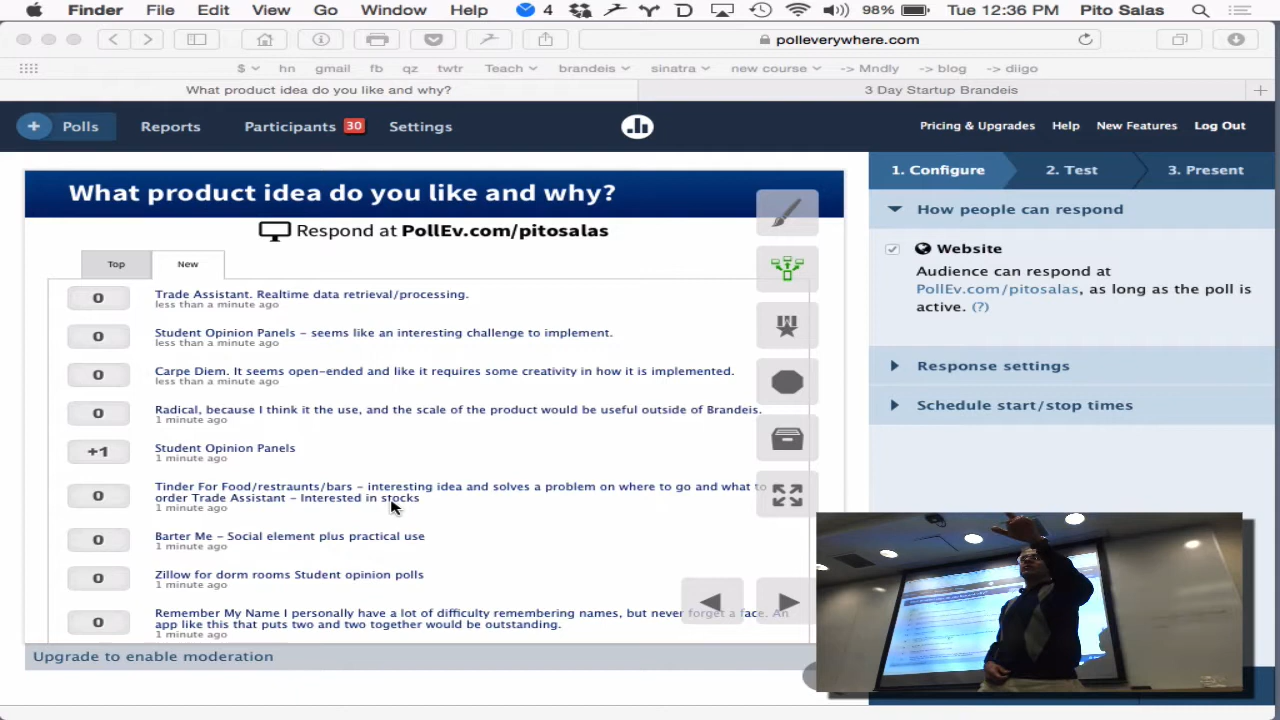 Finder File Edit View Go Window Help 4 98% Tue 12:36 PM Pito Salas
polleverywhere.com
$ hn gmail fb qz twtr Teach brandeis sinatra new course -> Mndly -> blog -> diigo
What product idea do you like and why? 3 Day Startup Brandeis
+ Polls Reports Participants 30 Settings Pricing & Upgrades Help New Features Log Out
1. Configure 2. Test 3. Present
What product idea do you like and why?
Respond at PollEv.com/pitosalas
Top New
0 Trade Assistant. Realtime data retrieval/processing.
less than a minute ago
0 Student Opinion Panels - seems like an interesting challenge to implement.
less than a minute ago
0 Carpe Diem. It seems open-ended and like it requires some creativity in how it is implemented.
less than a minute ago
0 Radical, because I think it the use, and the scale of the product would be useful outside of Brandeis.
1 minute ago
+1 Student Opinion Panels
1 minute ago
0 Tinder For Food/restraunts/bars - interesting idea and solves a problem on where to go and what to
order Trade Assistant - Interested in stocks
1 minute ago
0 Barter Me - Social element plus practical use
1 minute ago
0 Zillow for dorm rooms Student opinion polls
1 minute ago
0 Remember My Name I personally have a lot of difficulty remembering names, but never forget a face. An
app like this that puts two and two together would be outstanding.
1 minute ago
Upgrade to enable moderation
How people can respond
Website
Audience can respond at
PollEv.com/pitosalas, as long as the poll is
active. (?)
Response settings
Schedule start/stop times